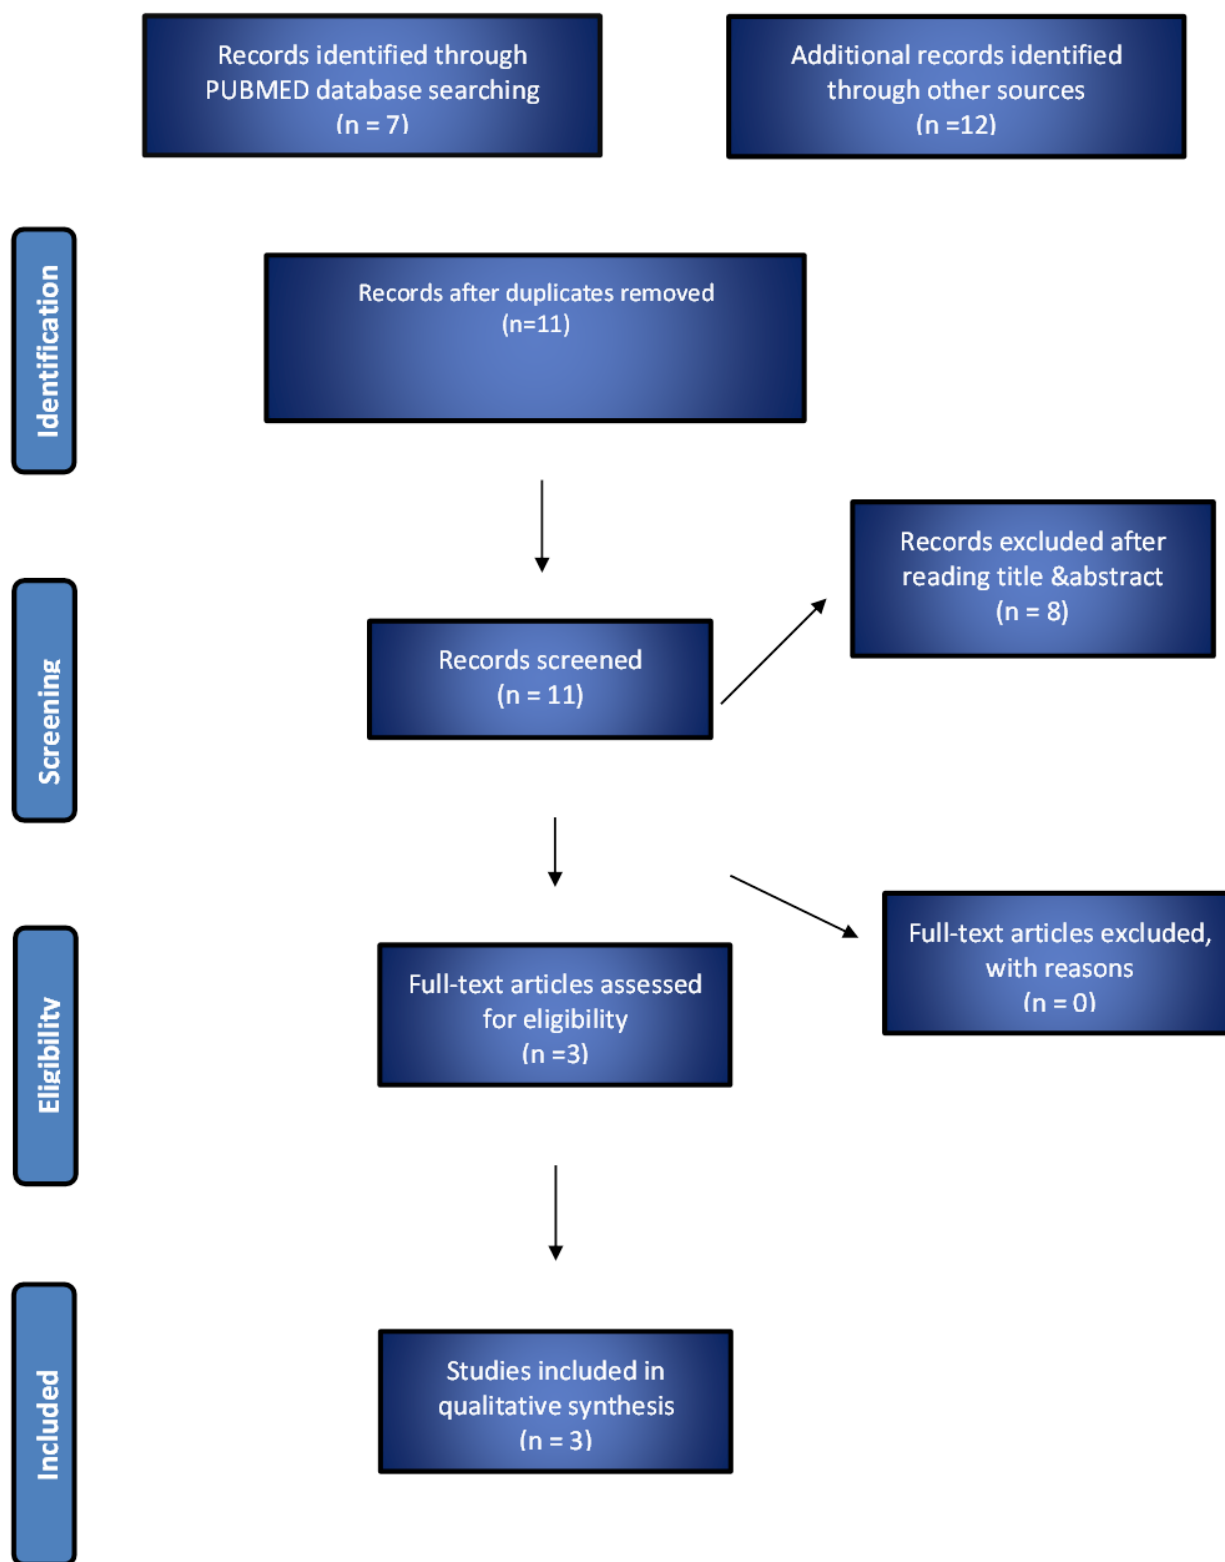 Records identified through
PUBMED database searching
(n = 7)
Additional records identified
through other sources
(n =12)
Identification
Records after duplicates removed
(n=11)
Records excluded after
reading title &abstract
(n = 8)
Screening
Records screened
(n = 11)
Full-text articles excluded,
with reasons
(n = 0)
Eligibility
Full-text articles assessed
for eligibility
(n =3)
Included
Studies included in
qualitative synthesis
(n = 3)